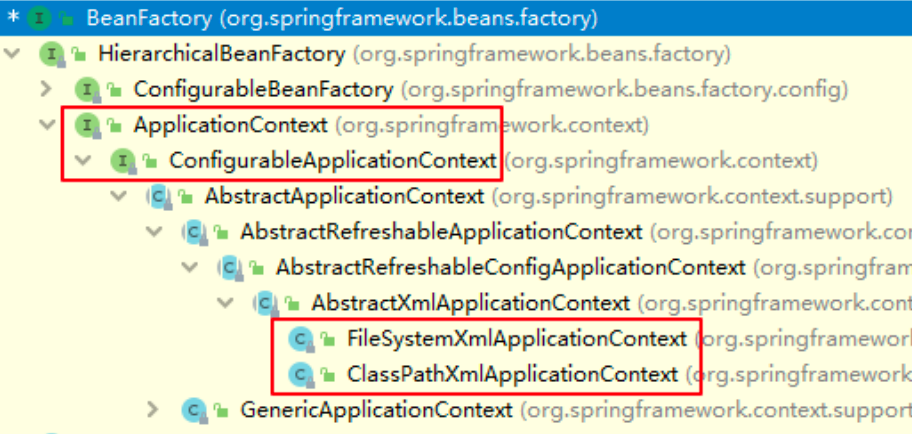 * BeanFactory (org.springframework.beans.factory)
HierarchicalBeanFactory (org.springframework.beans.factory)
ConfigurableBeanFactory (org.springframework.beans.factory.config)
ApplicationContext (org.springframework.context)
ConfigurableApplicationContext (org.springframework.context)
AbstractApplicationContext (org.springframework.context.support)
AbstractRefreshableApplicationContext (org.springframework.con
AbstractRefreshableConfigApplicationContext (org.springfram
AbstractXmlApplicationContext (org.springframework.cont
FileSystemXmlApplicationContext (org.springframework
ClassPathXmlApplicationContext (org.springframework
GenericApplicationContext (org.springframework.context.support